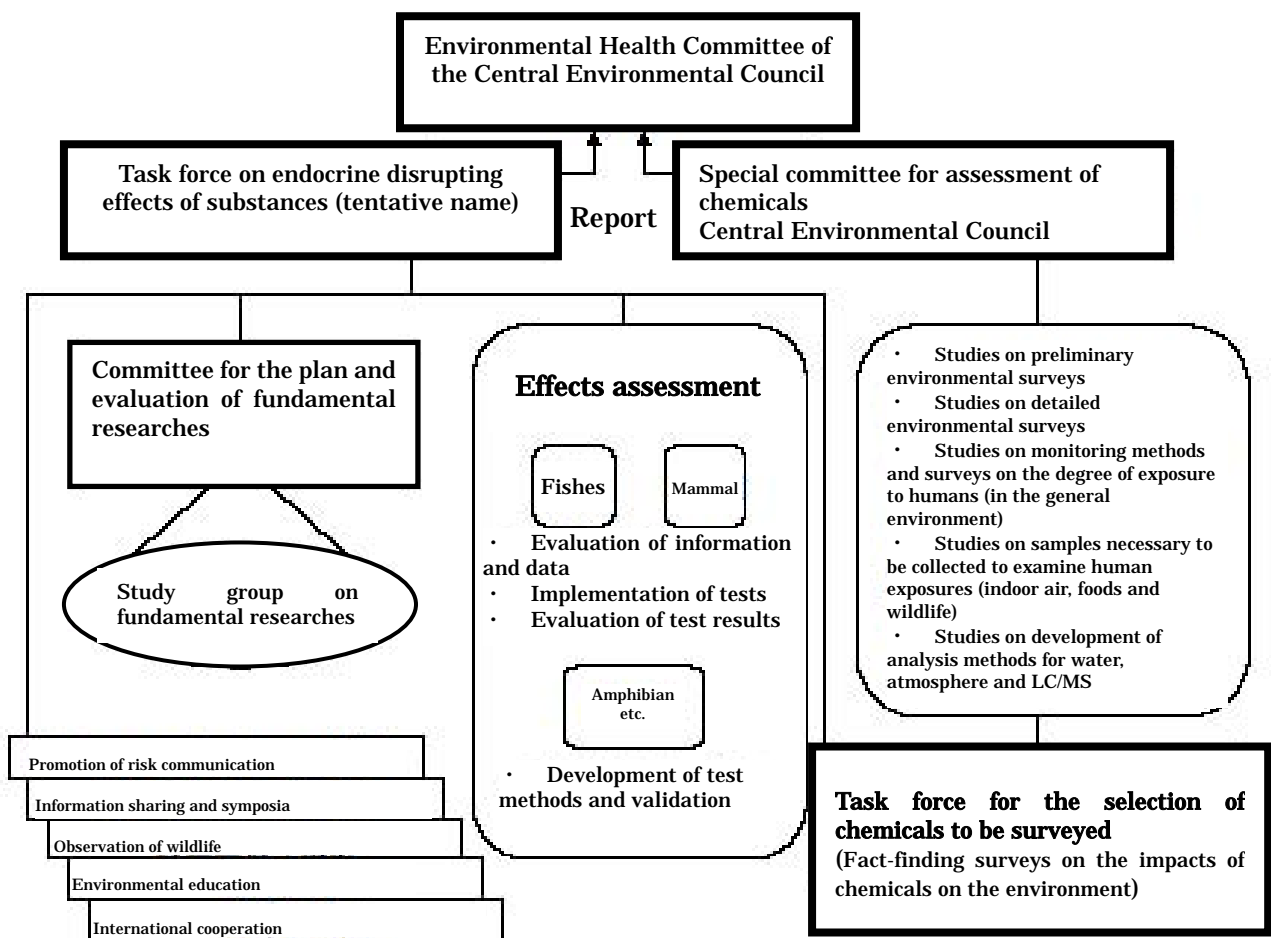 Environmental Health Committee of
the Central Environmental Council
Task force on endocrine disrupting
effects of substances (tentative name)
Report
Special committee for assessment of
chemicals
Central Environmental Council
Committee for the plan and
evaluation of fundamental
researches
Study group on
fundamental researches
Effects assessment
Fishes
Mammal
· Evaluation of information
and data
· Implementation of tests
· Evaluation of test results
Amphibian
etc.
· Development of test
methods and validation
· Studies on preliminary
environmental surveys
· Studies on detailed
environmental surveys
· Studies on monitoring methods
and surveys on the degree of exposure
to humans (in the general
environment)
· Studies on samples necessary to
be collected to examine human
exposures (indoor air, foods and
wildlife)
· Studies on development of
analysis methods for water,
atmosphere and LC/MS
Promotion of risk communication
Information sharing and symposia
Observation of wildlife
Environmental education
International cooperation
Task force for the selection of
chemicals to be surveyed
(Fact-finding surveys on the impacts of
chemicals on the environment)